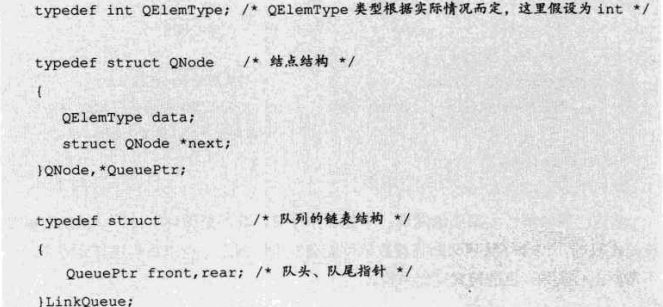 typedef int QElemType; /* QElemType 类型根据实际情况而定，这里假设为 int */
typedef struct QNode /* 结点结构 */
{
QElemType data;
struct QNode *next;
}QNode,*QueuePtr;
typedef struct /* 队列的链表结构 */
{
QueuePtr front,rear; /* 队头、队尾指针 */
}LinkQueue;